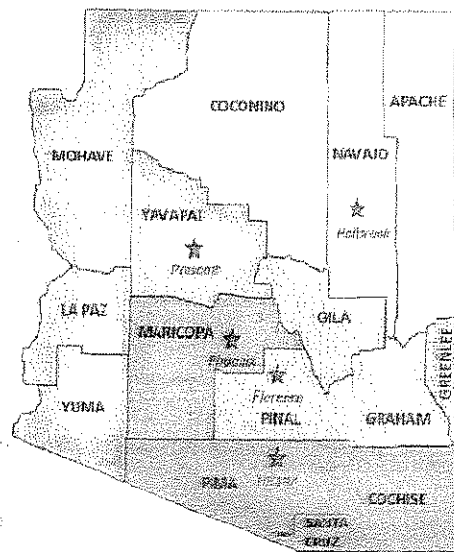 COCONINO
APACHE
MOHAVE
NAVAJO
YAVAPAI
Holbrook
Prescott
LA PAZ
GILA
MARICOPA
Phoenix
GREENLEE
Florence
YUMA
PINAL
GRAHAM
PIMA
COCHISE
SANTA
CRUZ